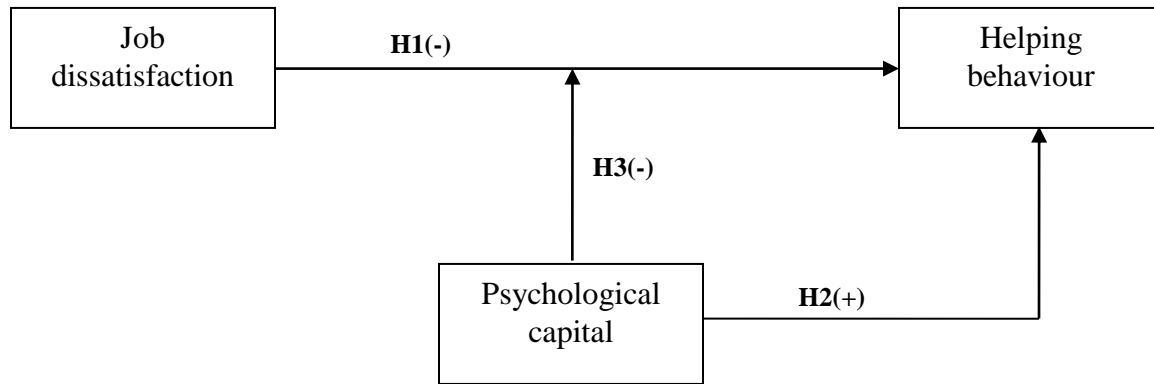 Job
dissatisfaction
H1(-)
Helping
behaviour
H3(-)
Psychological
capital
H2(+)